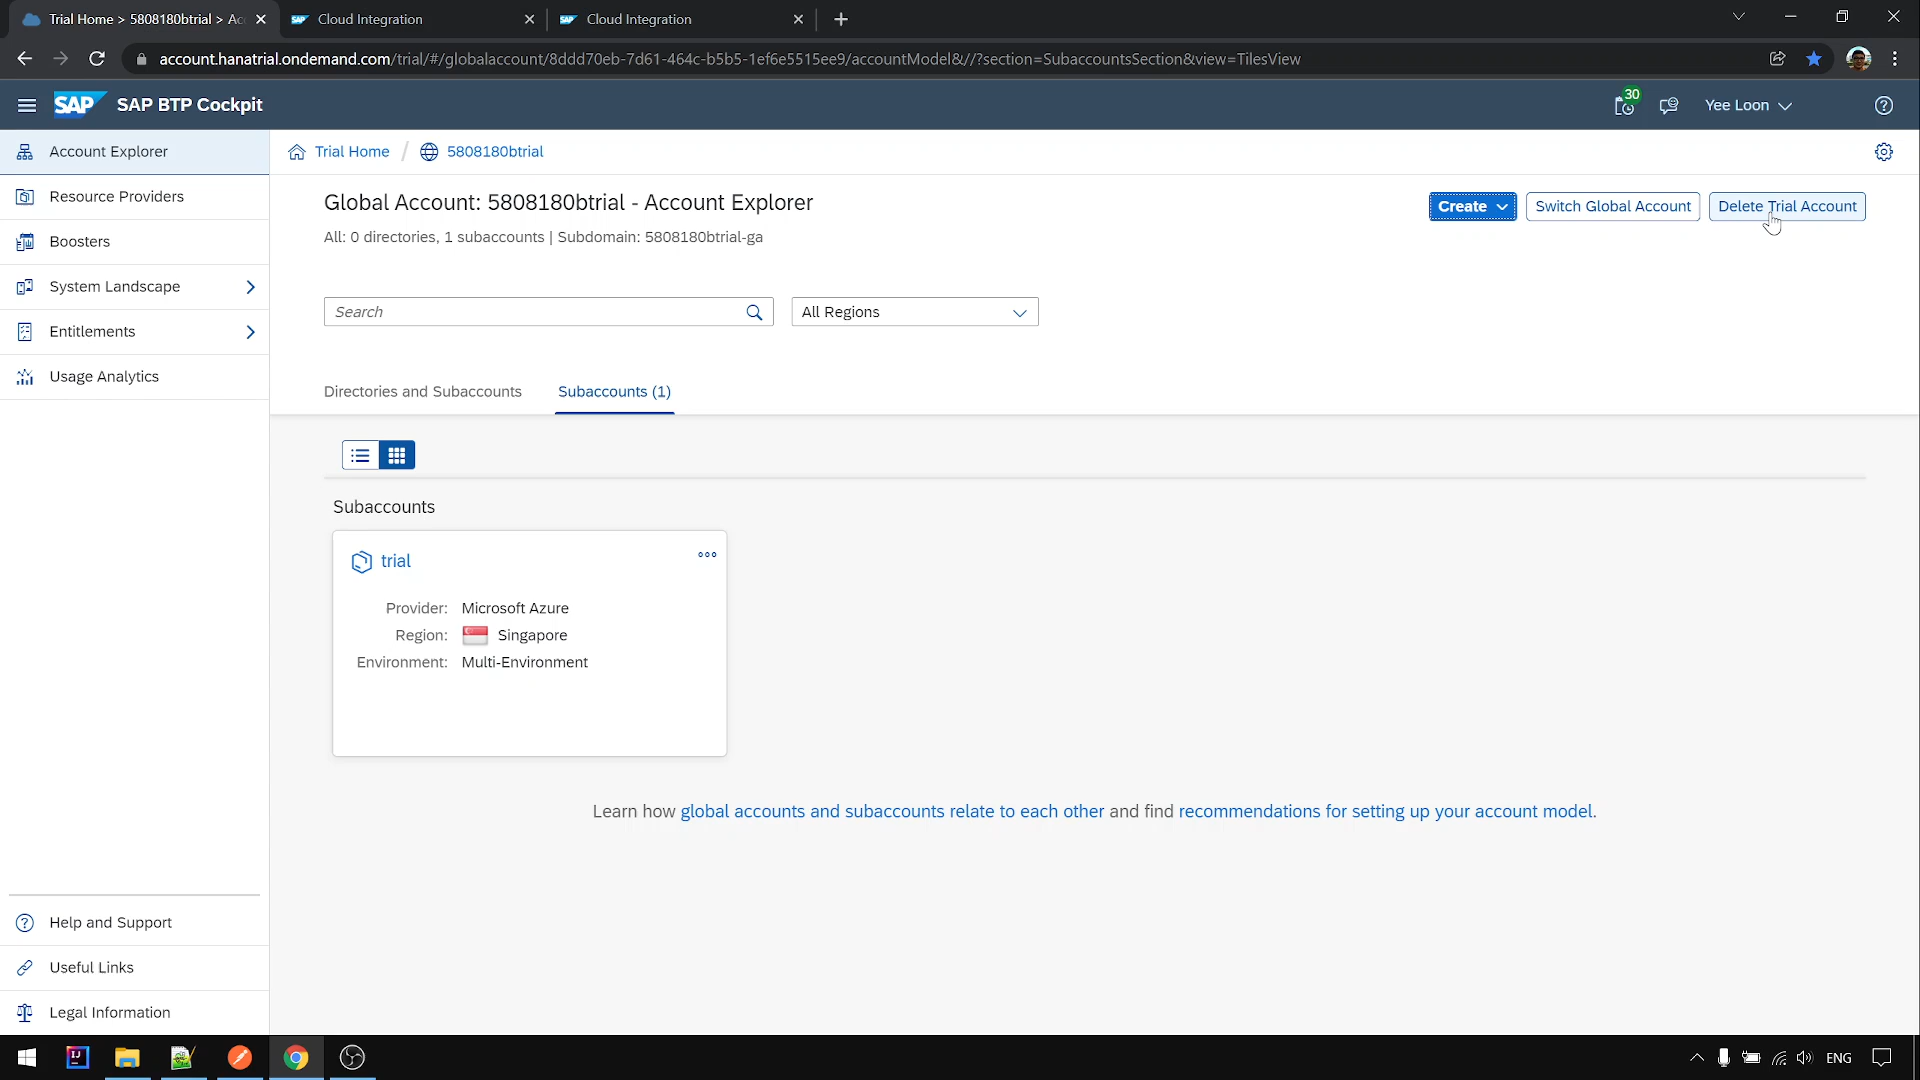 Trial Home > 5808180btrial > Ac
Cloud Integration
Cloud Integration
account.hanatrial.ondemand.com/trial/#/globalaccount/8ddd70eb-7d61-464c-b5b5-1ef6e5515ee9/accountModel&//?section=SubaccountsSection&view=TilesView
SAP SAP BTP Cockpit
30
Yee Loon
Account Explorer
Resource Providers
Boosters
System Landscape
Entitlements
Usage Analytics
Trial Home / 5808180btrial
Global Account: 5808180btrial - Account Explorer
All: 0 directories, 1 subaccounts | Subdomain: 5808180btrial-ga
Create
Switch Global Account
Delete Trial Account
Search
All Regions
Directories and Subaccounts
Subaccounts (1)
Subaccounts
trial
Provider: Microsoft Azure
Region: Singapore
Environment: Multi-Environment
Learn how global accounts and subaccounts relate to each other and find recommendations for setting up your account model.
Help and Support
Useful Links
Legal Information
ENG